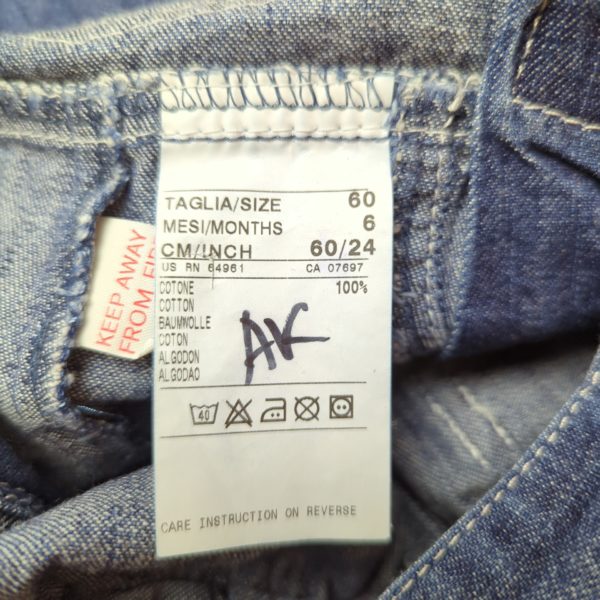 TAGLIA/SIZE 60
MESI/MONTHS 6
CM/INCH 60/24
US RN 64961 CA 07697
COTONE 100%
COTTON
BAUMWOLLE
COTON
ALGODON
ALGODAO
AK
40
CARE INSTRUCTION ON REVERSE
KEEP AWAY
FROM FIRE